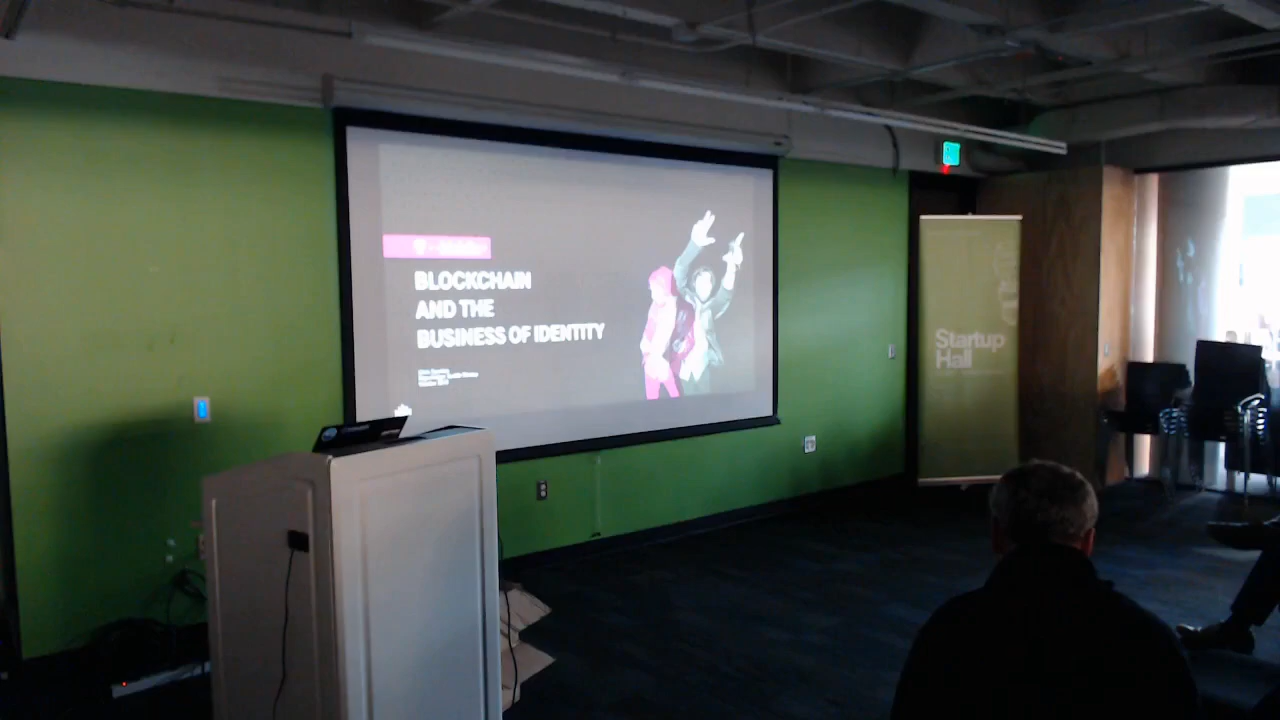 BLOCKCHAIN
AND THE
BUSINESS OF IDENTITY
Startup
Hall